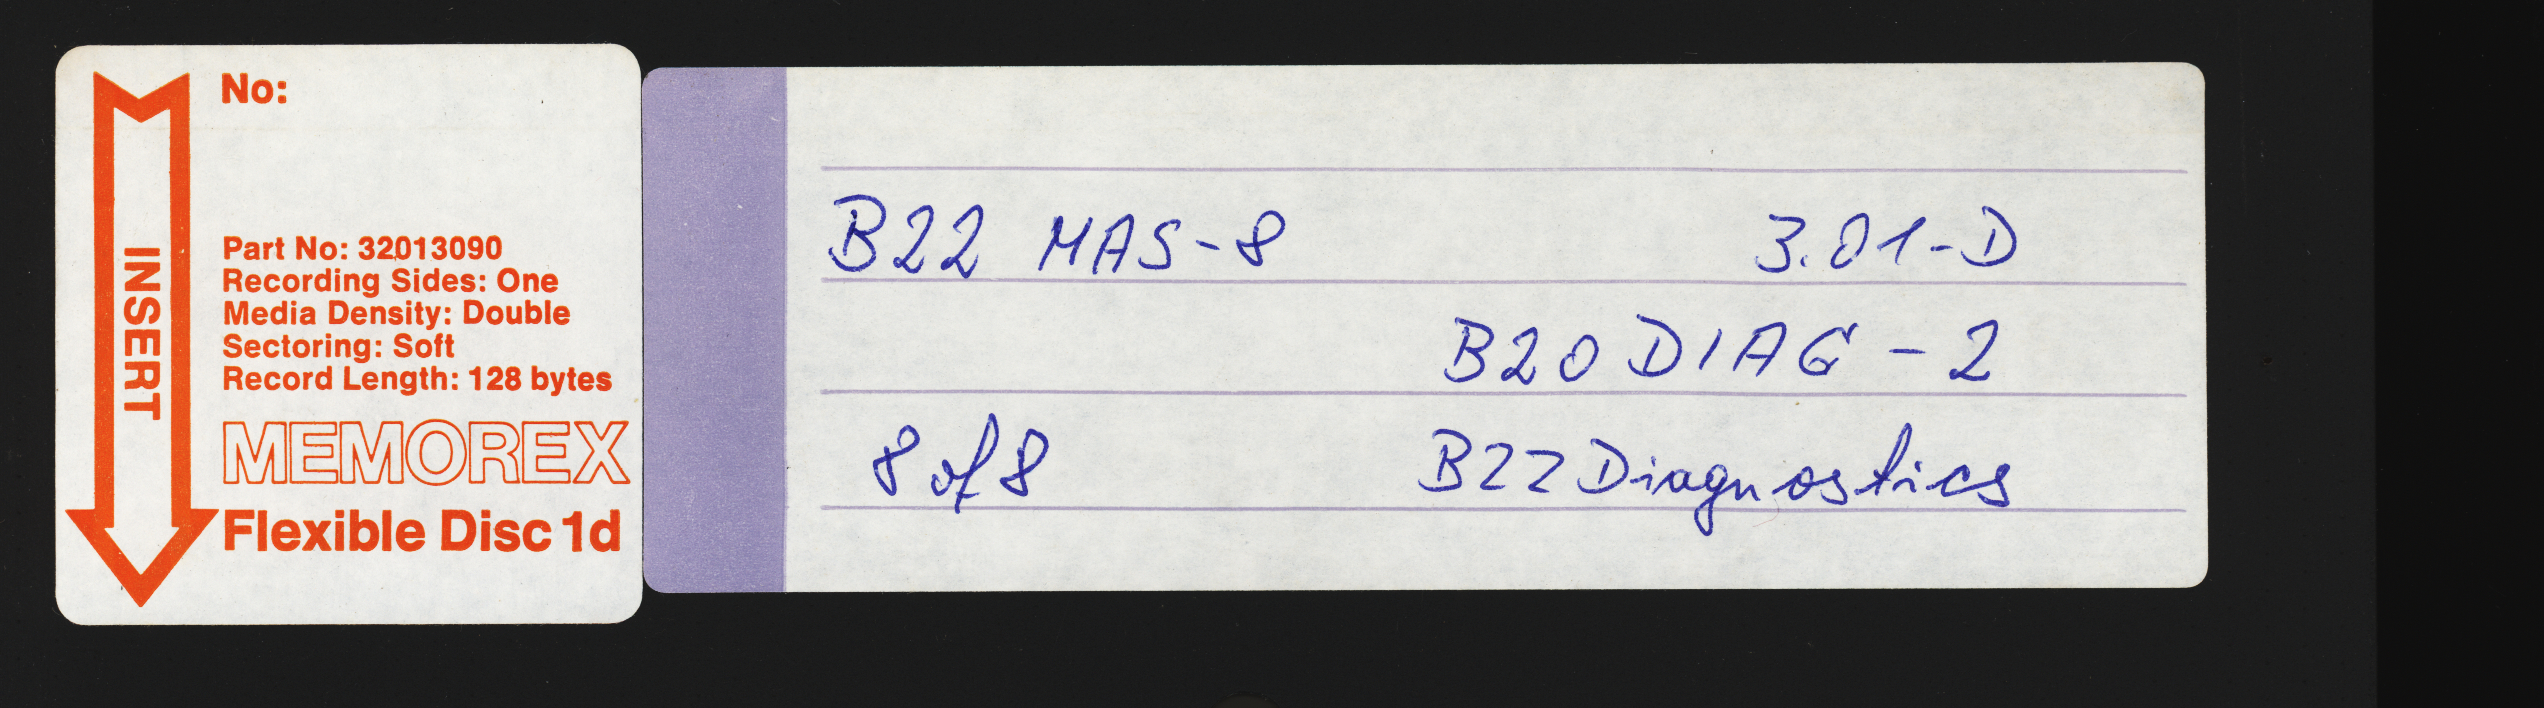 No:
INSERT
Part No: 32013090
Recording Sides: One
Media Density: Double
Sectoring: Soft
Record Length: 128 bytes
MEMOREX
Flexible Disc 1d
B22 MAS-8 3.01-D
B20 DIAG - 2
8 of 8 B22 Diagnostics